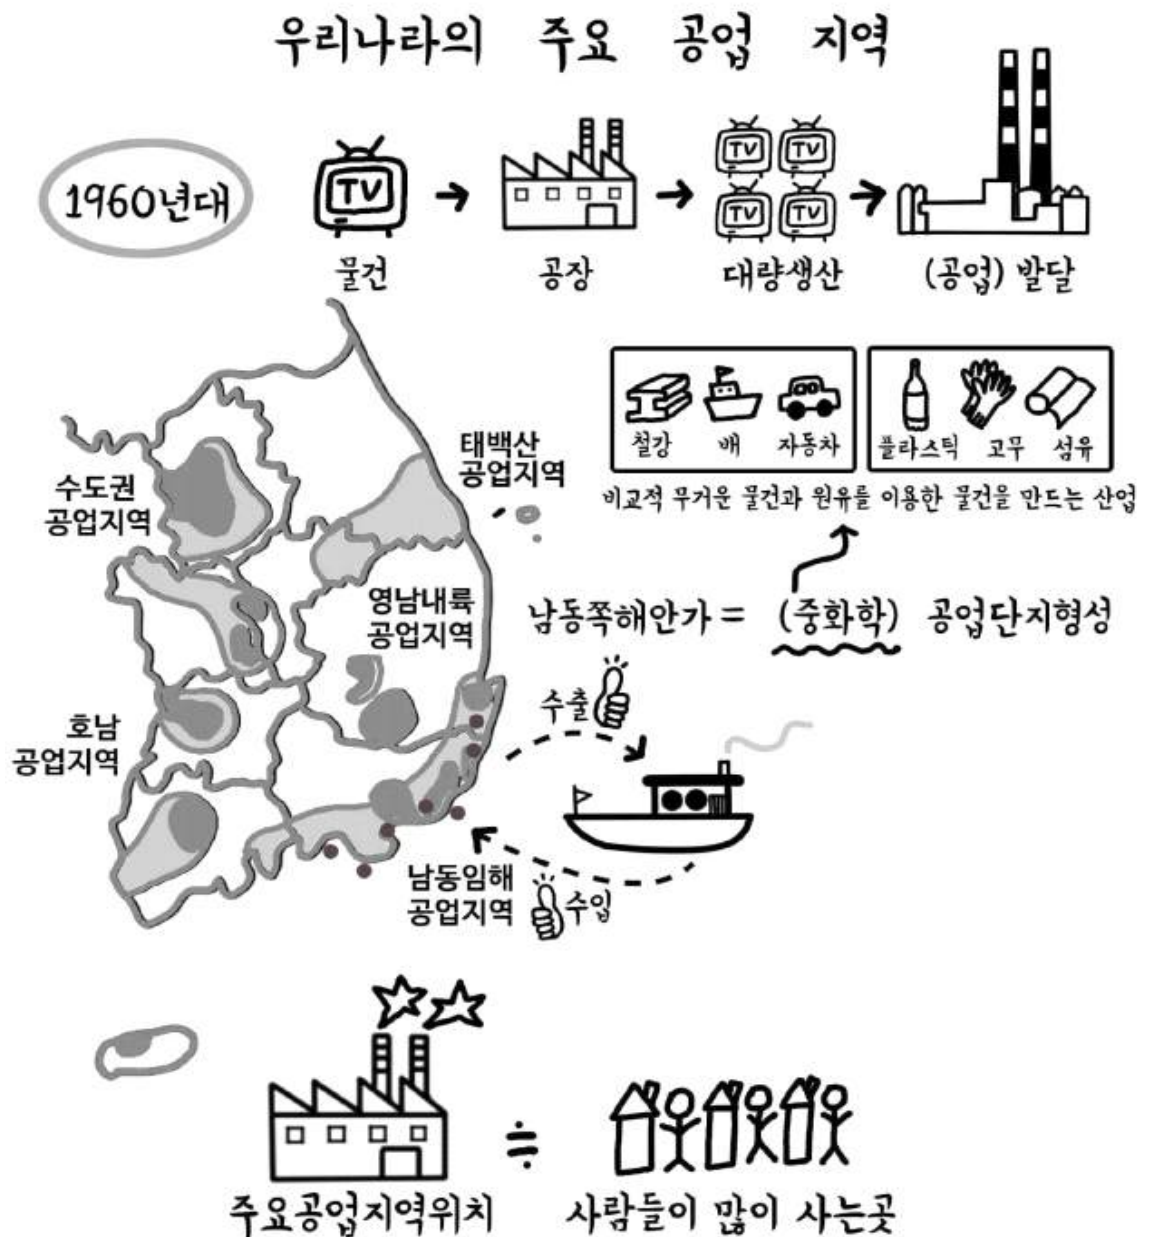 우리나라의 주요 공업 지역
1960년대
TV
TV TV
TV TV
물건
공장
대량생산
(공업) 발달
철강 배 자동차
플라스틱 고무 섬유
비교적 무거운 물건과 원유를 이용한 물건을 만드는 산업
태백산
공업지역
수도권
공업지역
영남내륙
공업지역
남동쪽해안가 = (중화학) 공업단지형성
수출
호남
공업지역
남동임해
공업지역
수입
≒
주요공업지역위치
사람들이 많이 사는곳